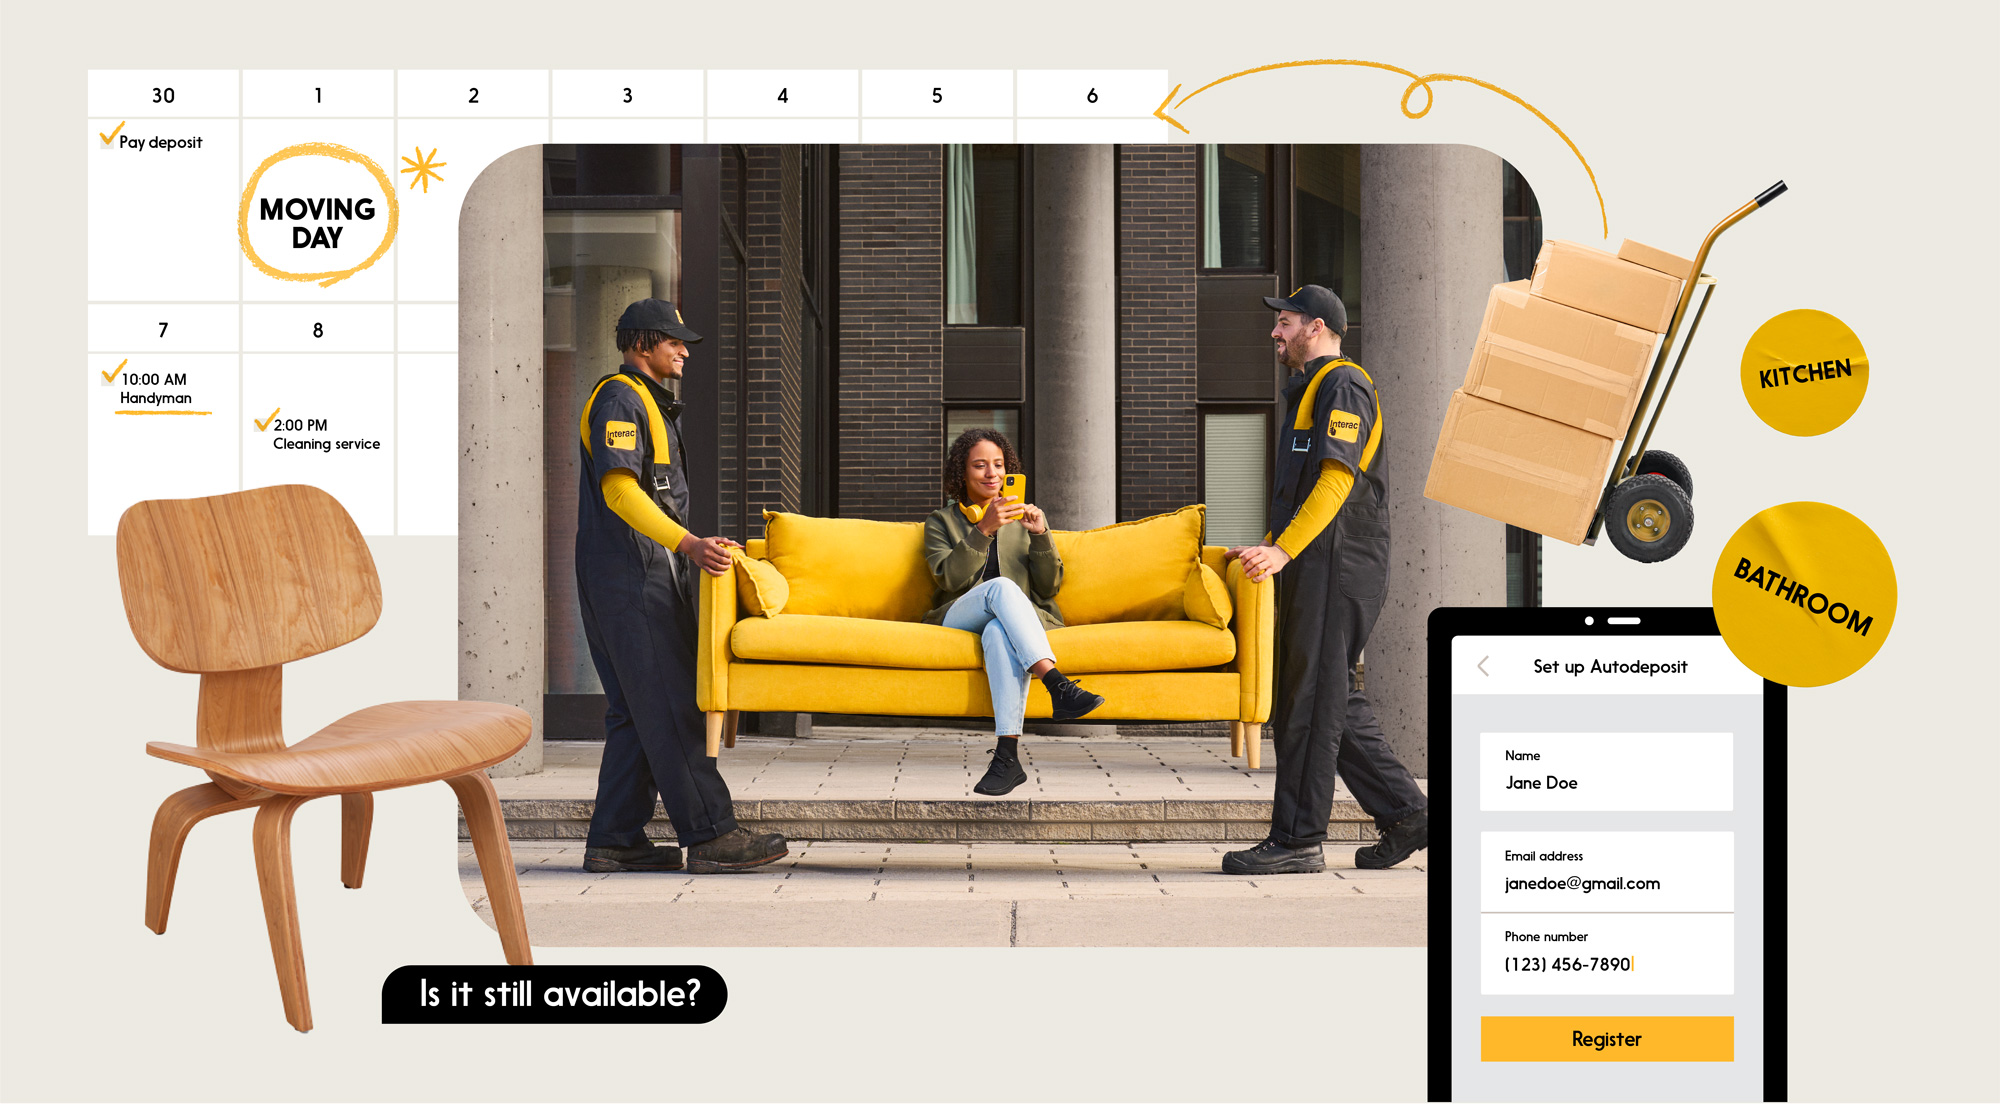 30
1
2
3
4
5
6
Pay deposit
MOVING
DAY
7
8
10:00 AM
Handyman
2:00 PM
Cleaning service
Interac
Interac
KITCHEN
BATHROOM
Set up Autodeposit
Name
Jane Doe
Email address
janedoe@gmail.com
Phone number
(123) 456-7890
Register
Is it still available?